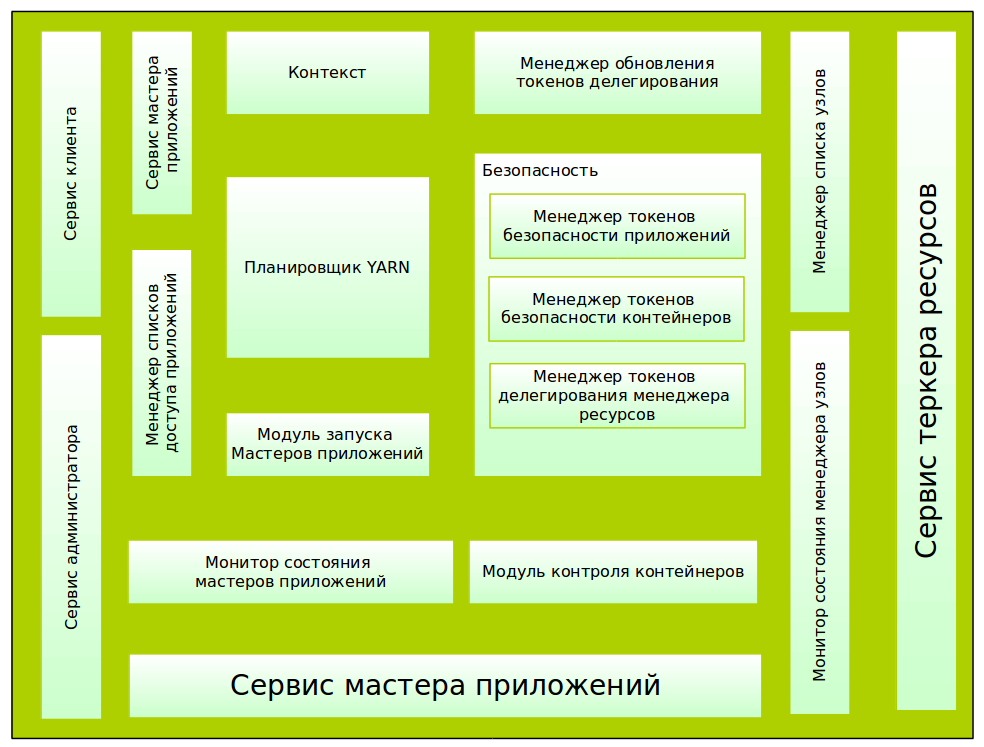 Сервис клиента
Сервис администратора
Сервис мастера
приложений
Менеджер списков
доступа приложений
Контекст
Планировщик YARN
Модуль запуска
Мастеров приложений
Менеджер обновления
токенов делегирования
Безопасность
Менеджер токенов
безопасности приложений
Менеджер токенов
безопасности контейнеров
Менеджер токенов
делегирования менеджера
ресурсов
Монитор состояния
мастеров приложений
Модуль контроля контейнеров
Сервис мастера приложений
Менеджер списка узлов
Монитор состояния менеджера узлов
Сервис теркера ресурсов